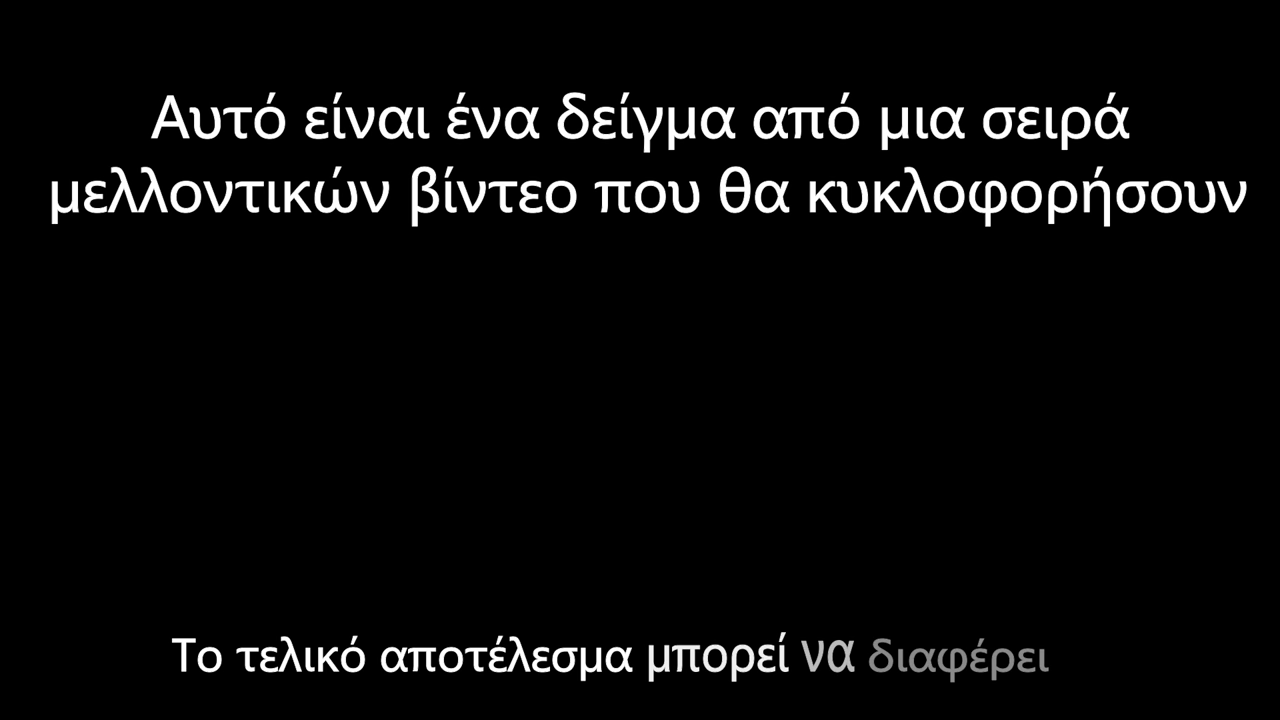 Αυτό είναι ένα δείγμα από μια σειρά
μελλοντικών βίντεο που θα κυκλοφορήσουν
Το τελικό αποτέλεσμα μπορεί να διαφέρει